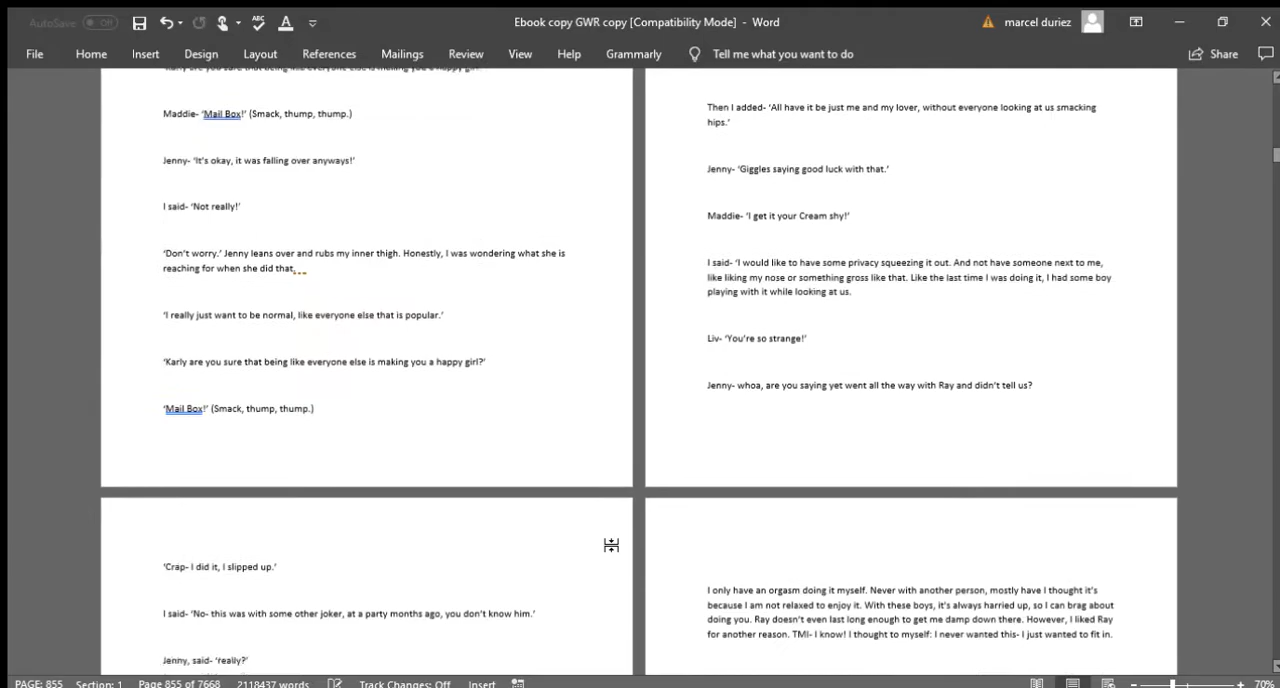 AutoSave Off
Ebook copy GWR copy [Compatibility Mode] - Word
marcel duriez
File Home Insert Design Layout References Mailings Review View Help Grammarly Tell me what you want to do Share
'Karly are you sure that being like everyone else is making you a happy girl?'
Maddie- 'Mail Box!' (Smack, thump, thump.)
Jenny- 'It's okay, it was falling over anyways!'
I said- 'Not really!'
'Don't worry.' Jenny leans over and rubs my inner thigh. Honestly, I was wondering what she is
reaching for when she did that…
'I really just want to be normal, like everyone else that is popular.'
'Karly are you sure that being like everyone else is making you a happy girl?'
'Mail Box!' (Smack, thump, thump.)
Then I added- 'All have it be just me and my lover, without everyone looking at us smacking
hips.'
Jenny- 'Giggles saying good luck with that.'
Maddie- 'I get it your Cream shy!'
I said- 'I would like to have some privacy squeezing it out. And not have someone next to me,
like liking my nose or something gross like that. Like the last time I was doing it, I had some boy
playing with it while looking at us.
Liv- 'You're so strange!'
Jenny- whoa, are you saying yet went all the way with Ray and didn't tell us?
'Crap- I did it, I slipped up.'
I said- 'No- this was with some other joker, at a party months ago, you don't know him.'
Jenny, said- 'really?'
I only have an orgasm doing it myself. Never with another person, mostly have I thought it's
because I am not relaxed to enjoy it. With these boys, it's always harried up, so I can brag about
doing you. Ray doesn't even last long enough to get me damp down there. However, I liked Ray
for another reason. TMI- I know! I thought to myself: I never wanted this- I just wanted to fit in.
PAGE: 855 Section: 1 Page 855 of 7668 2118437 words Track Changes: Off Insert 70%